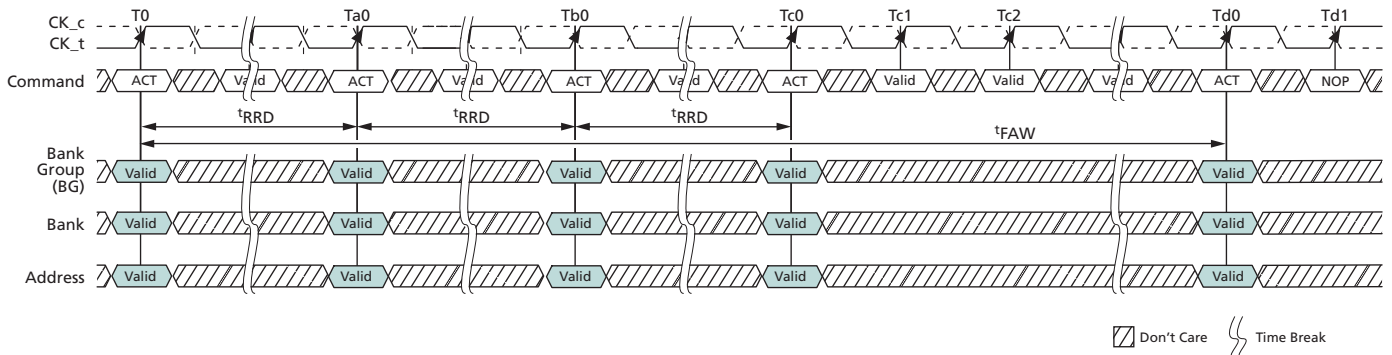 T0 Ta0 Tb0 Tc0 Tc1 Tc2 Td0 Td1
CK_c
CK_t
Command ACT Valid ACT Valid ACT Valid ACT Valid Valid Valid ACT NOP
tRRD tRRD tRRD
tFAW
Bank
Group
(BG)
Valid Valid Valid Valid Valid
Bank Valid Valid Valid Valid Valid
Address Valid Valid Valid Valid Valid
Don't Care Time Break